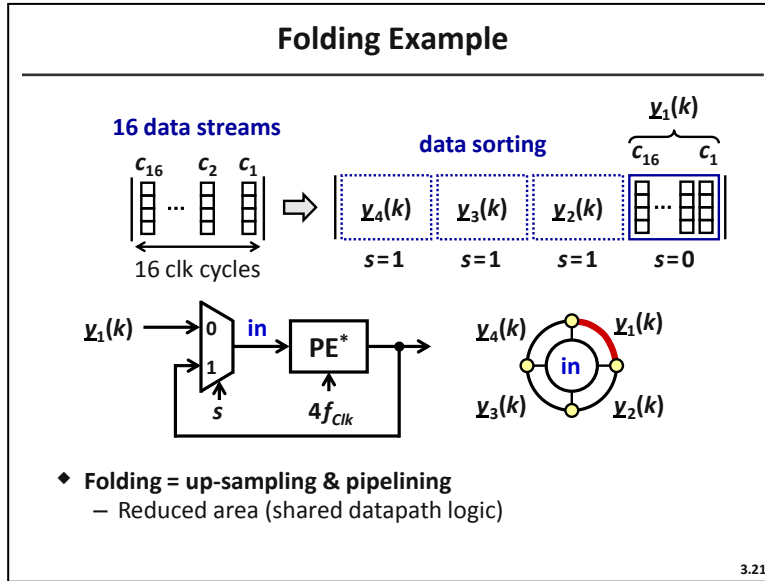 Folding Example
y₁(k)
16 data streams
data sorting
c₁₆ c₂ c₁
c₁₆ c₁
...
y₄(k) y₃(k) y₂(k) ...
16 clk cycles
s=1 s=1 s=1 s=0
y₁(k) 0 in PE* y₄(k) y₁(k)
1 in
s 4f_Clk y₃(k) y₂(k)
◆ Folding = up-sampling & pipelining
– Reduced area (shared datapath logic)
3.21